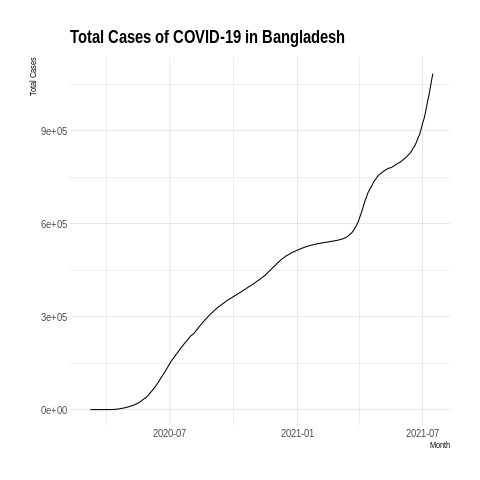 Total Cases of COVID-19 in Bangladesh
Total Cases
9e+05
6e+05
3e+05
0e+00
2020-07
2021-01
2021-07
Month